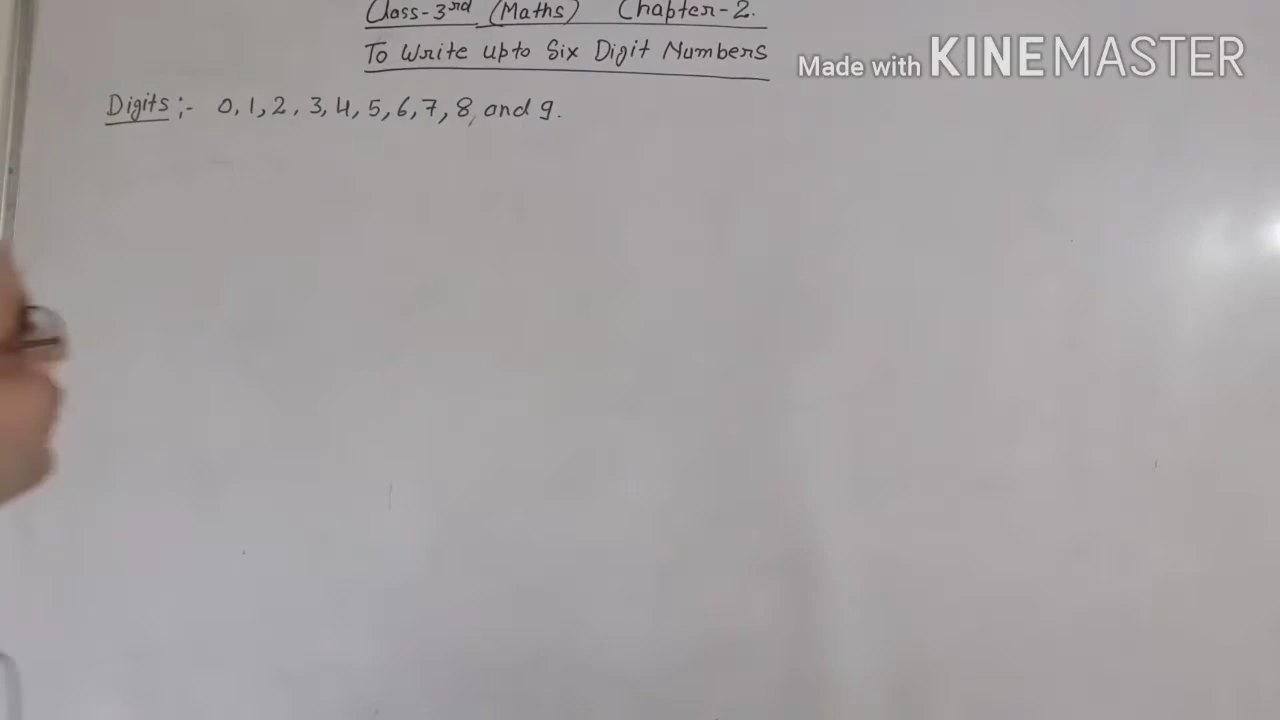 Class-3rd (Maths) Chapter-2.
To Write upto Six Digit Numbers
Made with KINEMASTER
Digits :- 0, 1, 2, 3, 4, 5, 6, 7, 8, and 9.